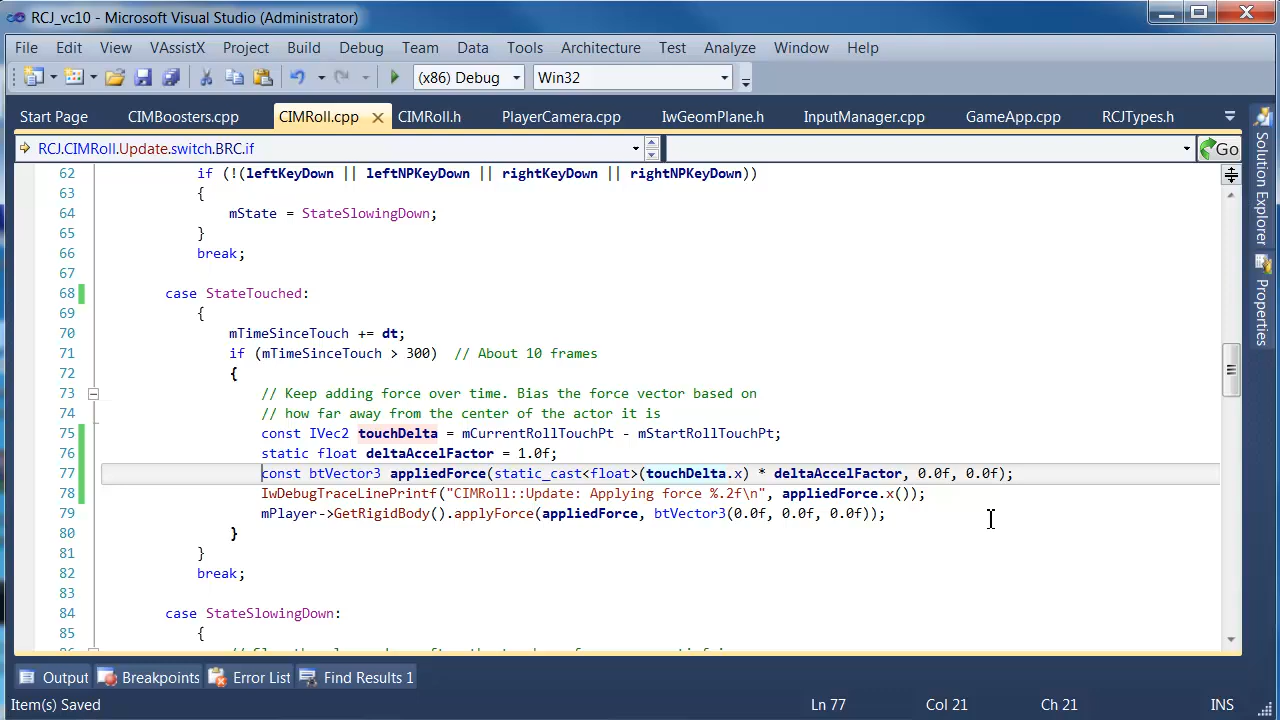 RCJ_vc10 - Microsoft Visual Studio (Administrator)
File Edit View VAssistX Project Build Debug Team Data Tools Architecture Test Analyze Window Help
(x86) Debug Win32
Start Page CIMBoosters.cpp CIMRoll.cpp CIMRoll.h PlayerCamera.cpp IwGeomPlane.h InputManager.cpp GameApp.cpp RCJTypes.h
RCJ.CIMRoll.Update.switch.BRC.if Go
62 if (!(leftKeyDown || leftNPKeyDown || rightKeyDown || rightNPKeyDown))
63 {
64 mState = StateSlowingDown;
65 }
66 break;
67
68 case StateTouched:
69 {
70 mTimeSinceTouch += dt;
71 if (mTimeSinceTouch > 300) // About 10 frames
72 {
73 // Keep adding force over time. Bias the force vector based on
74 // how far away from the center of the actor it is
75 const IVec2 touchDelta = mCurrentRollTouchPt - mStartRollTouchPt;
76 static float deltaAccelFactor = 1.0f;
77 const btVector3 appliedForce(static_cast<float>(touchDelta.x) * deltaAccelFactor, 0.0f, 0.0f);
78 IwDebugTraceLinePrintf("CIMRoll::Update: Applying force %.2f\n", appliedForce.x());
79 mPlayer->GetRigidBody().applyForce(appliedForce, btVector3(0.0f, 0.0f, 0.0f));
80 }
81 }
82 break;
83
84 case StateSlowingDown:
85 {
Solution Explorer
Properties
Output Breakpoints Error List Find Results 1
Item(s) Saved Ln 77 Col 21 Ch 21 INS